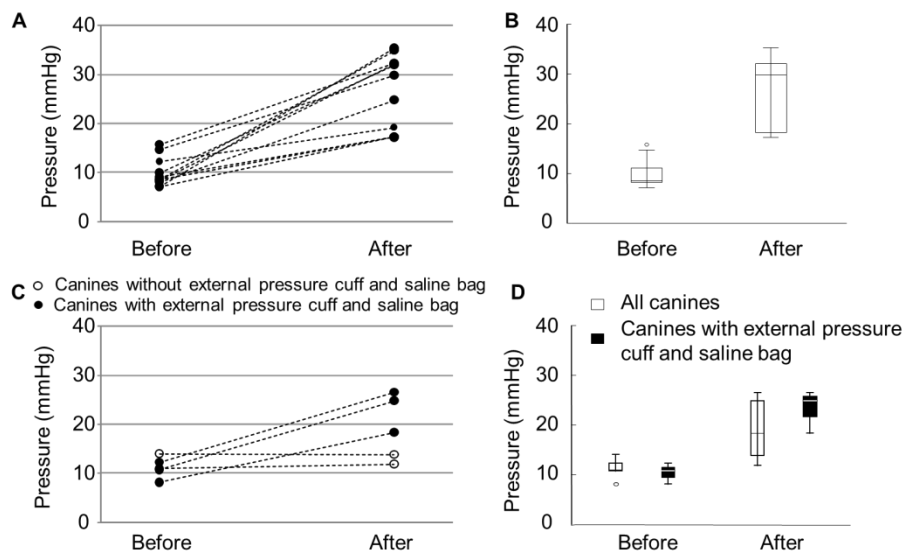 A
Pressure (mmHg)
40
30
20
10
0
Before After
B
Pressure (mmHg)
40
30
20
10
0
Before After
C
Canines without external pressure cuff and saline bag
Canines with external pressure cuff and saline bag
Pressure (mmHg)
40
30
20
10
0
Before After
D
All canines
Canines with external pressure
cuff and saline bag
Pressure (mmHg)
40
30
20
10
0
Before After